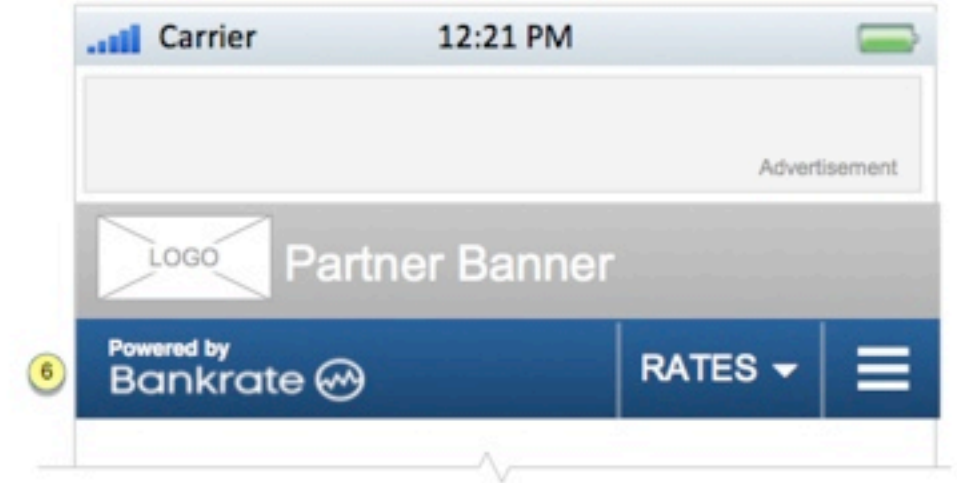 Carrier 12:21 PM
Advertisement
LOGO Partner Banner
Powered by
6 Bankrate RATES